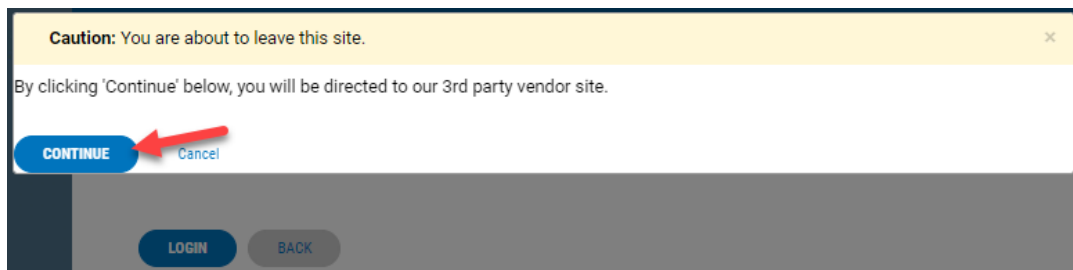 Caution: You are about to leave this site. ×
By clicking 'Continue' below, you will be directed to our 3rd party vendor site.
CONTINUE Cancel
LOGIN BACK